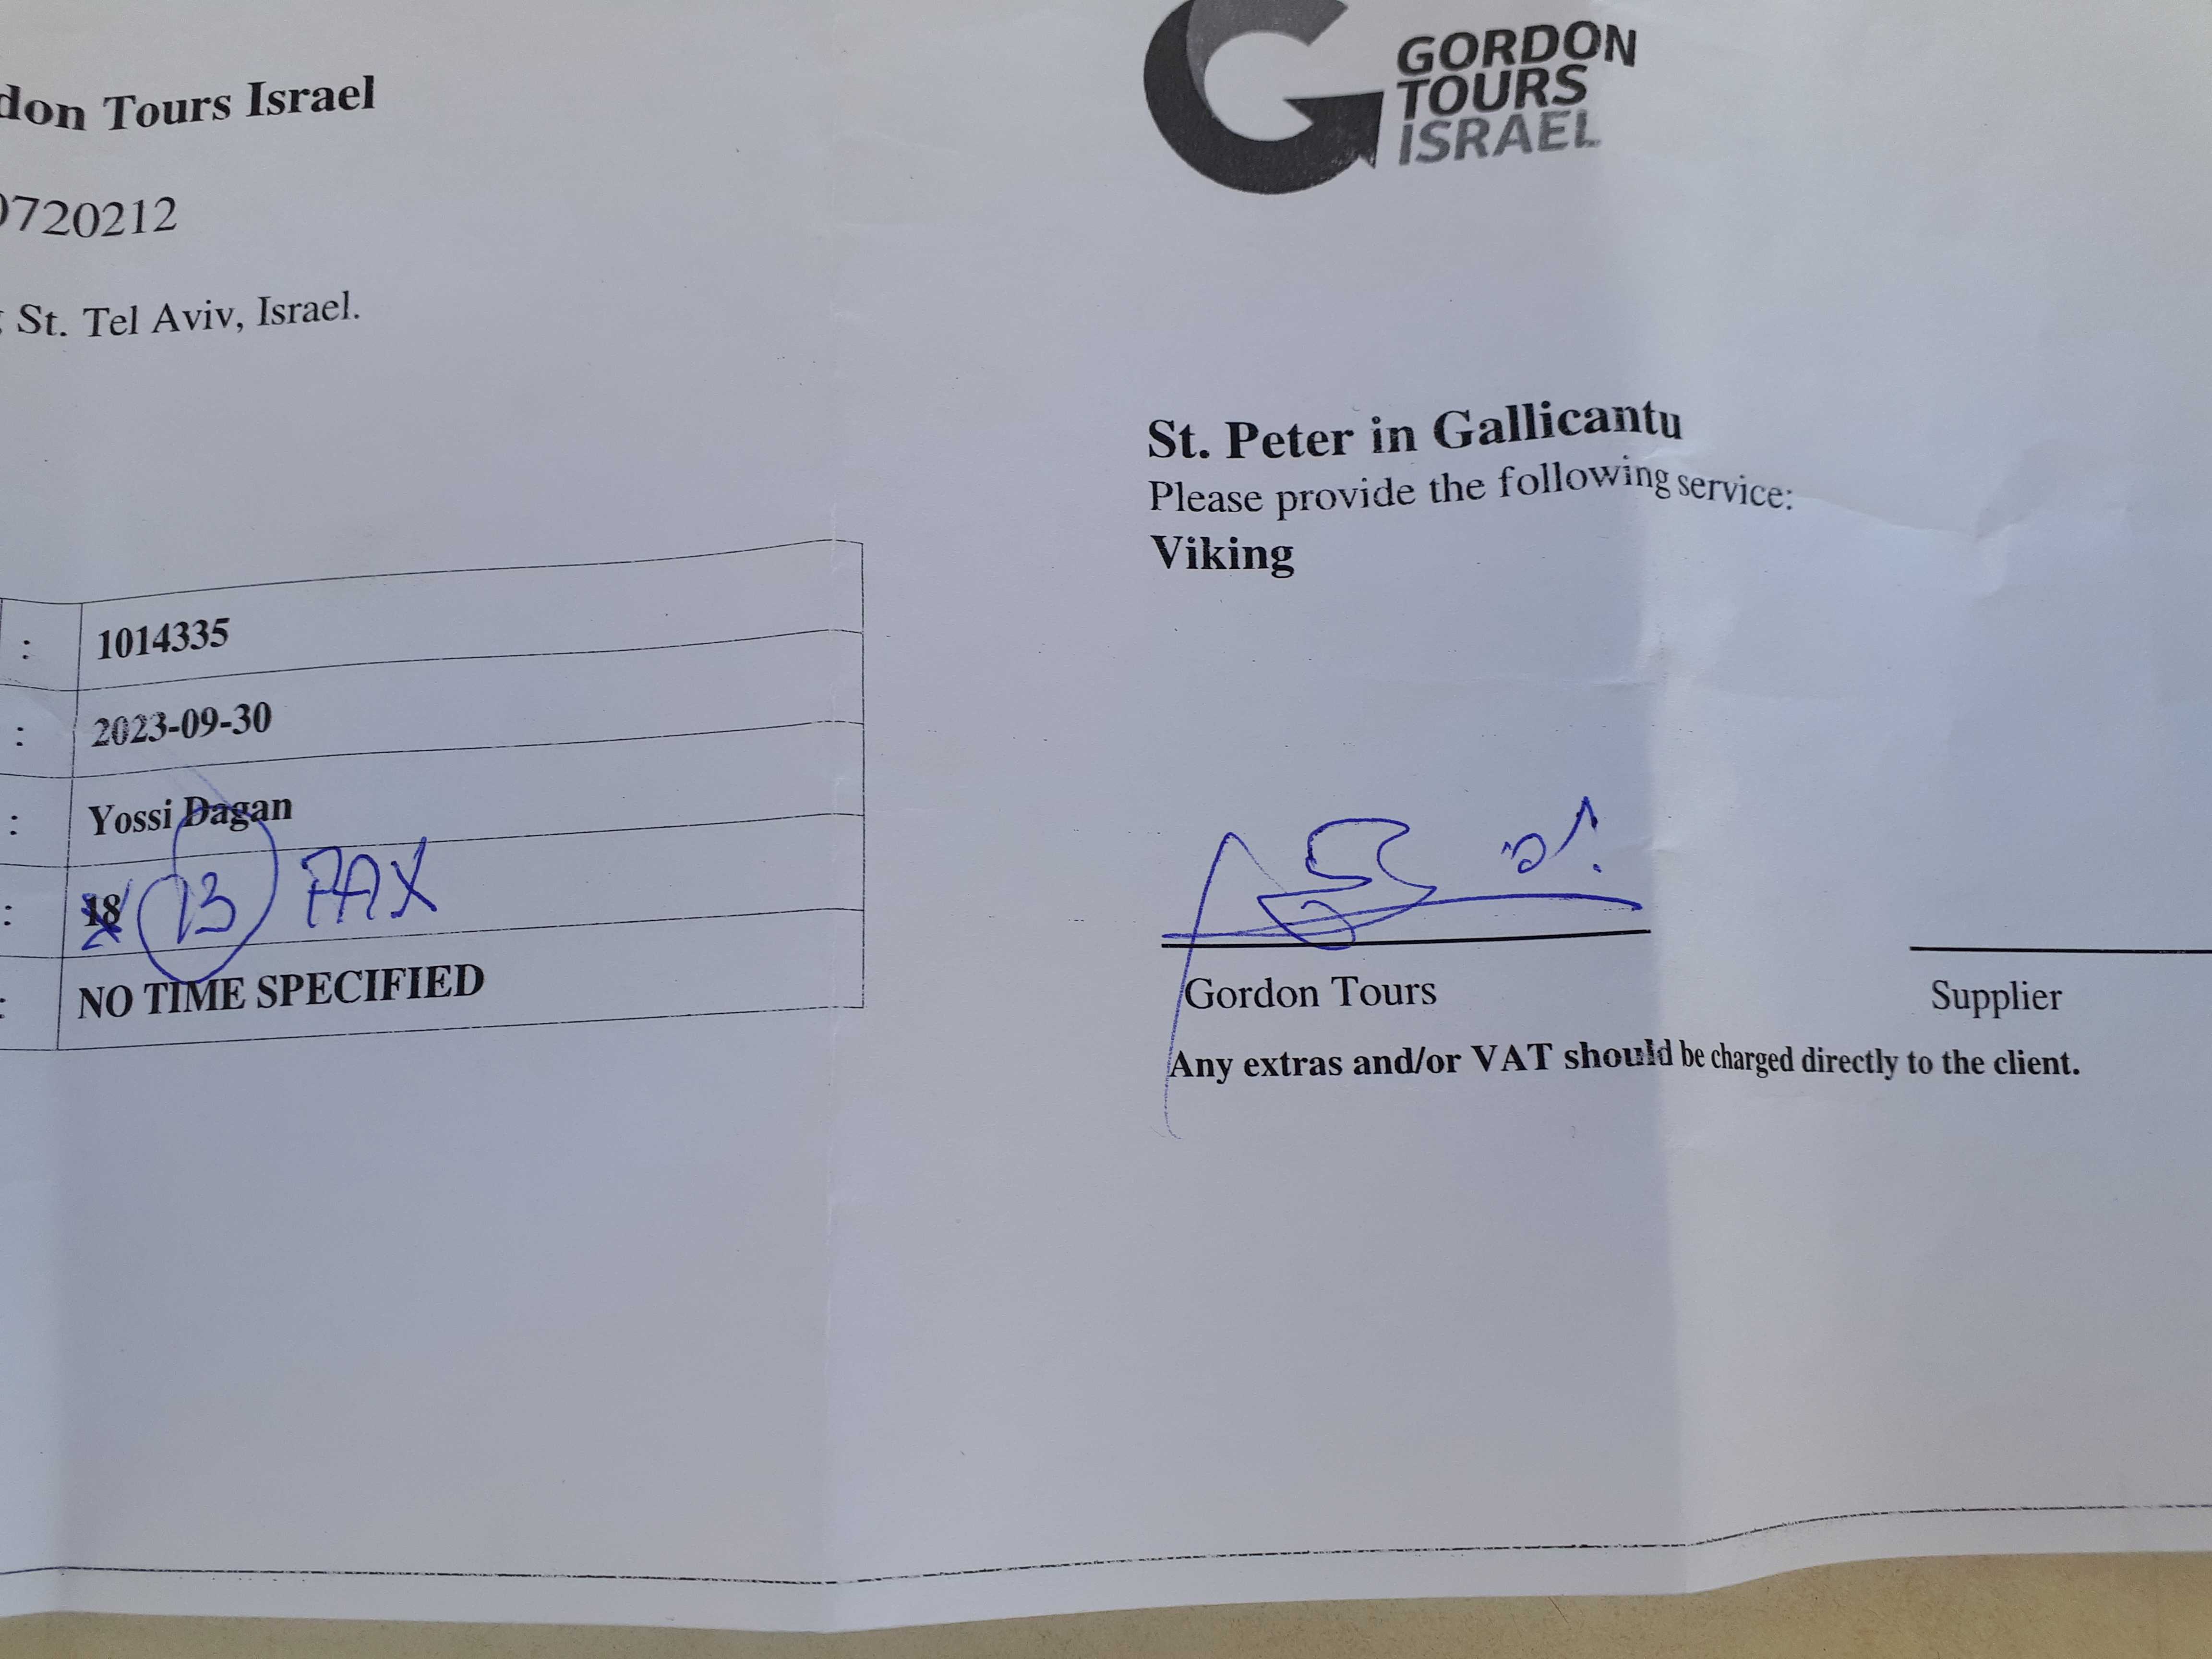 don Tours Israel
0720212
St. Tel Aviv, Israel.
GORDON
TOURS
ISRAEL
St. Peter in Gallicantu
Please provide the following service:
Viking
: 1014335
: 2023-09-30
: Yossi Dagan
: 18 13 PAX
: NO TIME SPECIFIED
Gordon Tours
Supplier
Any extras and/or VAT should be charged directly to the client.